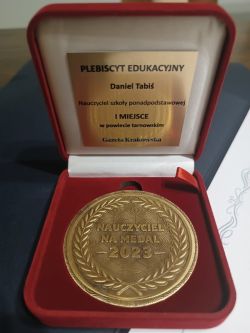 PLEBISCYT EDUKACYJNY
Daniel Tabiś
Nauczyciel szkoły ponadpodstawowej
I MIEJSCE
w powiecie tarnowskim
Gazeta Krakowska
NAUCZYCIEL
NA MEDAL
-2023-